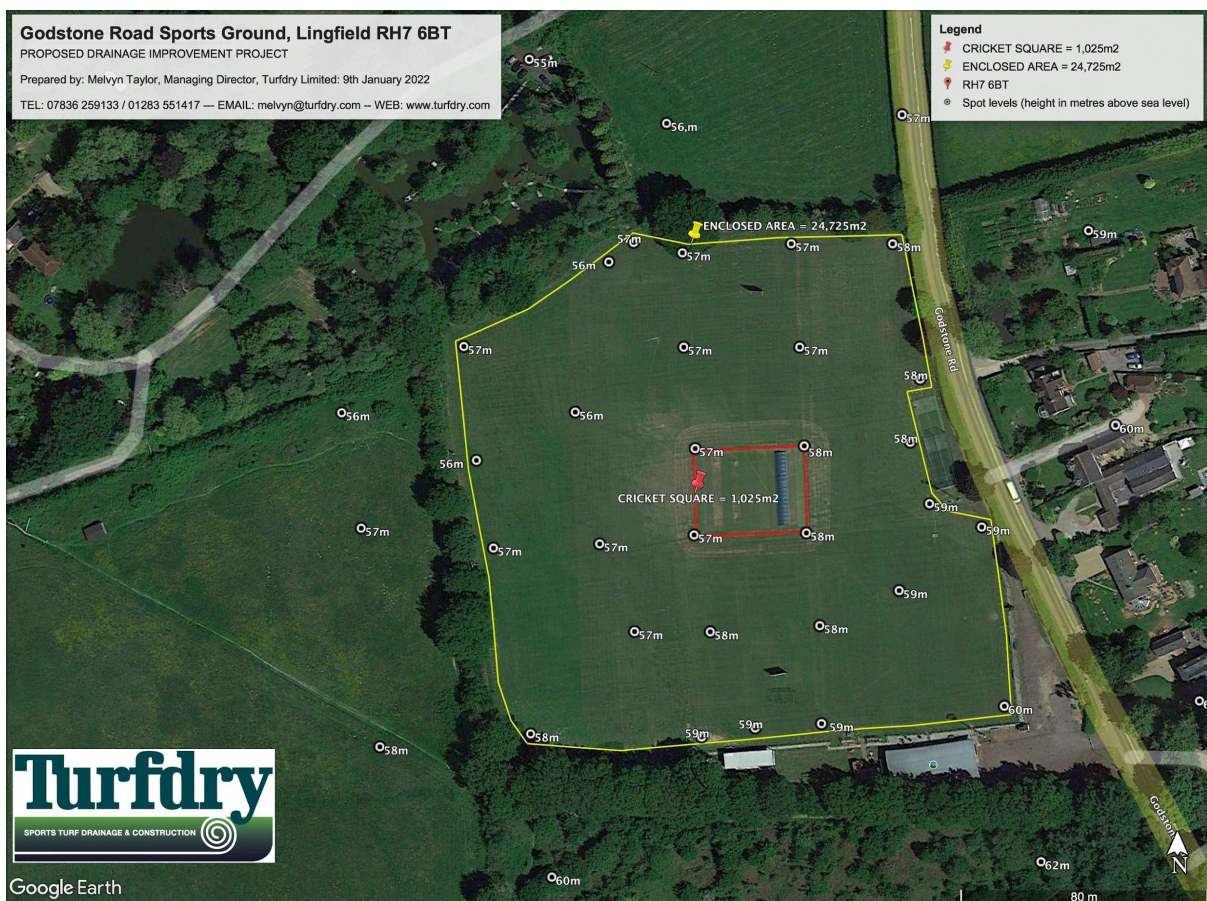 Godstone Road Sports Ground, Lingfield RH7 6BT
PROPOSED DRAINAGE IMPROVEMENT PROJECT
Prepared by: Melvyn Taylor, Managing Director, Turfdry Limited: 9th January 2022
TEL: 07836 259133 / 01283 551417 --- EMAIL: melvyn@turfdry.com -- WEB: www.turfdry.com
Legend
CRICKET SQUARE = 1,025m2
ENCLOSED AREA = 24,725m2
RH7 6BT
Spot levels (height in metres above sea level)
55m
56,m
57m
ENCLOSED AREA = 24,725m2
59m
57m
57m
57m
58m
56m
Godstone Rd
57m
57m
57m
58m
56m
56m
60m
58m
57m
58m
56m
CRICKET SQUARE = 1,025m2
59m
57m
59m
57m
58m
57m
57m
59m
57m
58m
58m
60m
58m
59m
59m
59m
58m
Turfdry
SPORTS TURF DRAINAGE & CONSTRUCTION
Godston
N
62m
60m
Google Earth
80 m